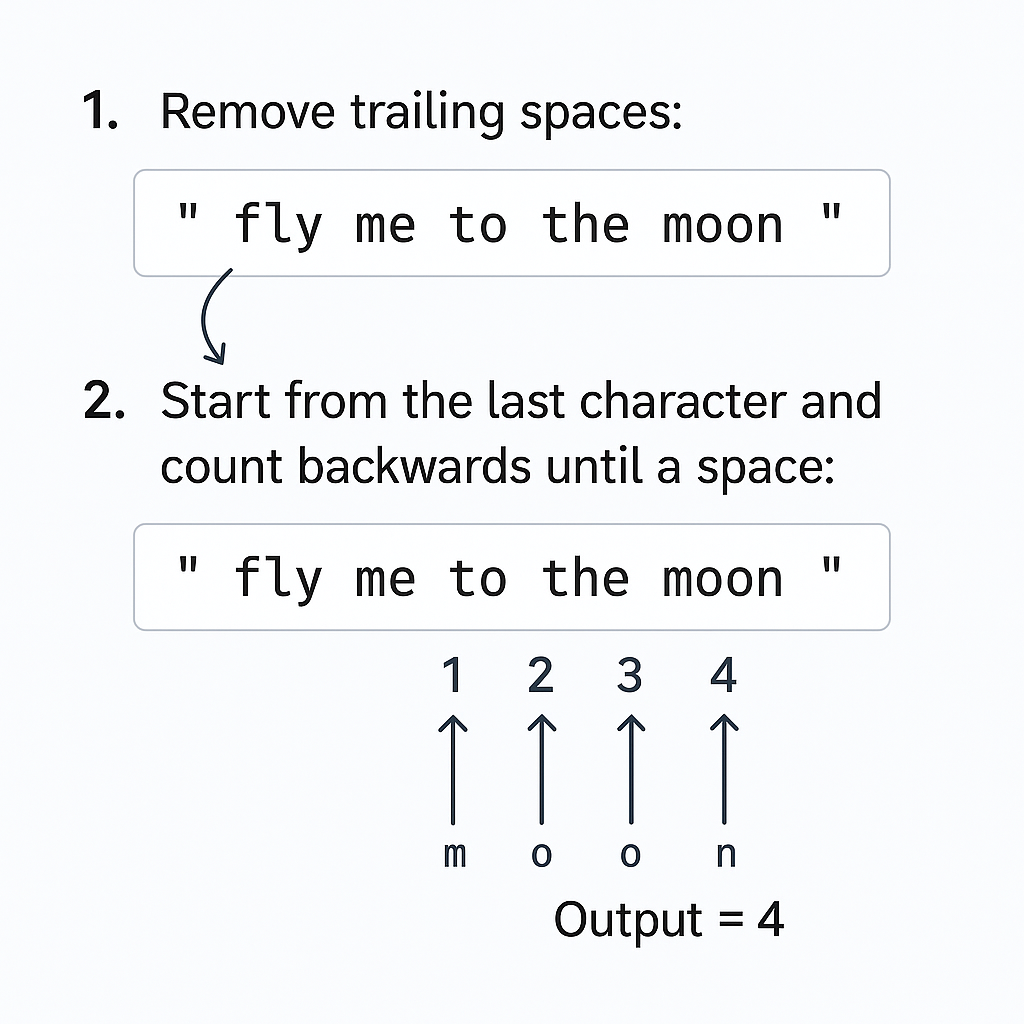 1. Remove trailing spaces:
" fly me to the moon "
2. Start from the last character and
count backwards until a space:
" fly me to the moon "
1 2 3 4
m o o n
Output = 4